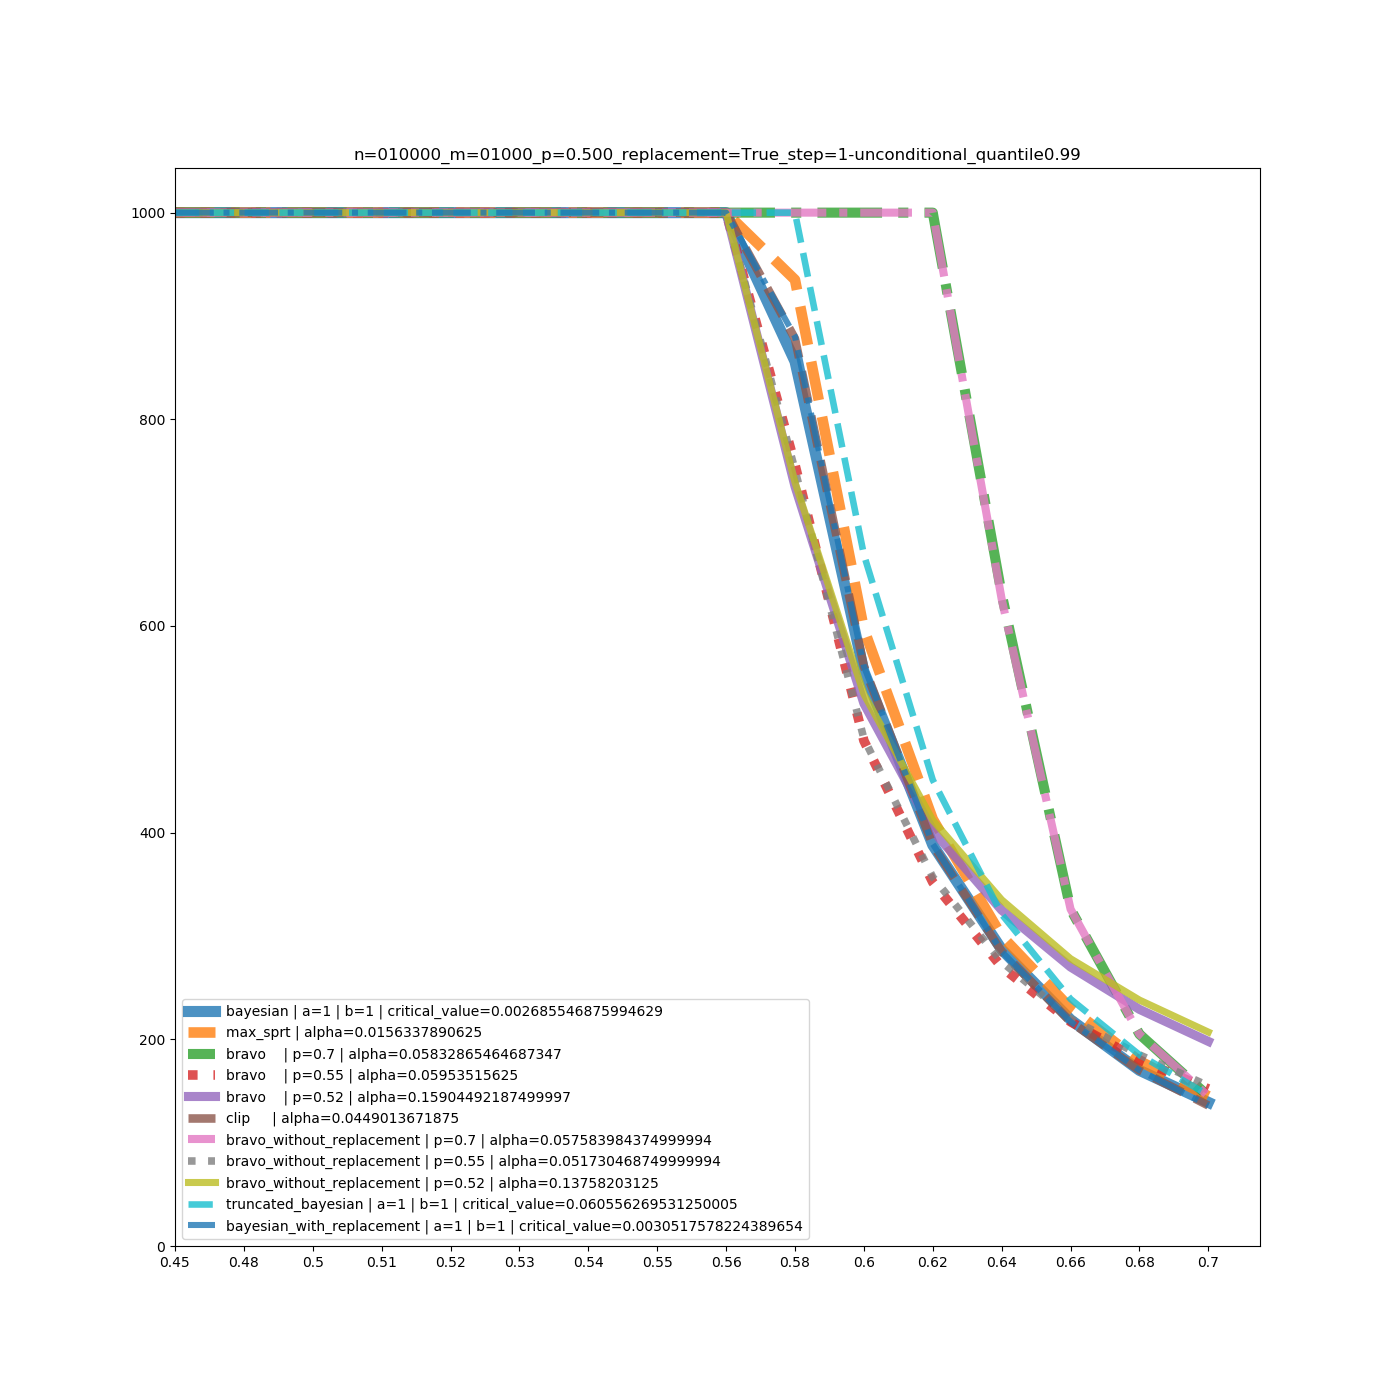 n=010000_m=01000_p=0.500_replacement=True_step=1-unconditional_quantile0.99
1000
800
600
400
200
0
bayesian | a=1 | b=1 | critical_value=0.002685546875994629
max_sprt | alpha=0.0156337890625
bravo    | p=0.7 | alpha=0.05832865464687347
bravo    | p=0.55 | alpha=0.05953515625
bravo    | p=0.52 | alpha=0.15904492187499997
clip     | alpha=0.0449013671875
bravo_without_replacement | p=0.7 | alpha=0.057583984374999994
bravo_without_replacement | p=0.55 | alpha=0.051730468749999994
bravo_without_replacement | p=0.52 | alpha=0.13758203125
truncated_bayesian | a=1 | b=1 | critical_value=0.060556269531250005
bayesian_with_replacement | a=1 | b=1 | critical_value=0.0030517578224389654
0.45 0.48 0.5 0.51 0.52 0.53 0.54 0.55 0.56 0.58 0.6 0.62 0.64 0.66 0.68 0.7